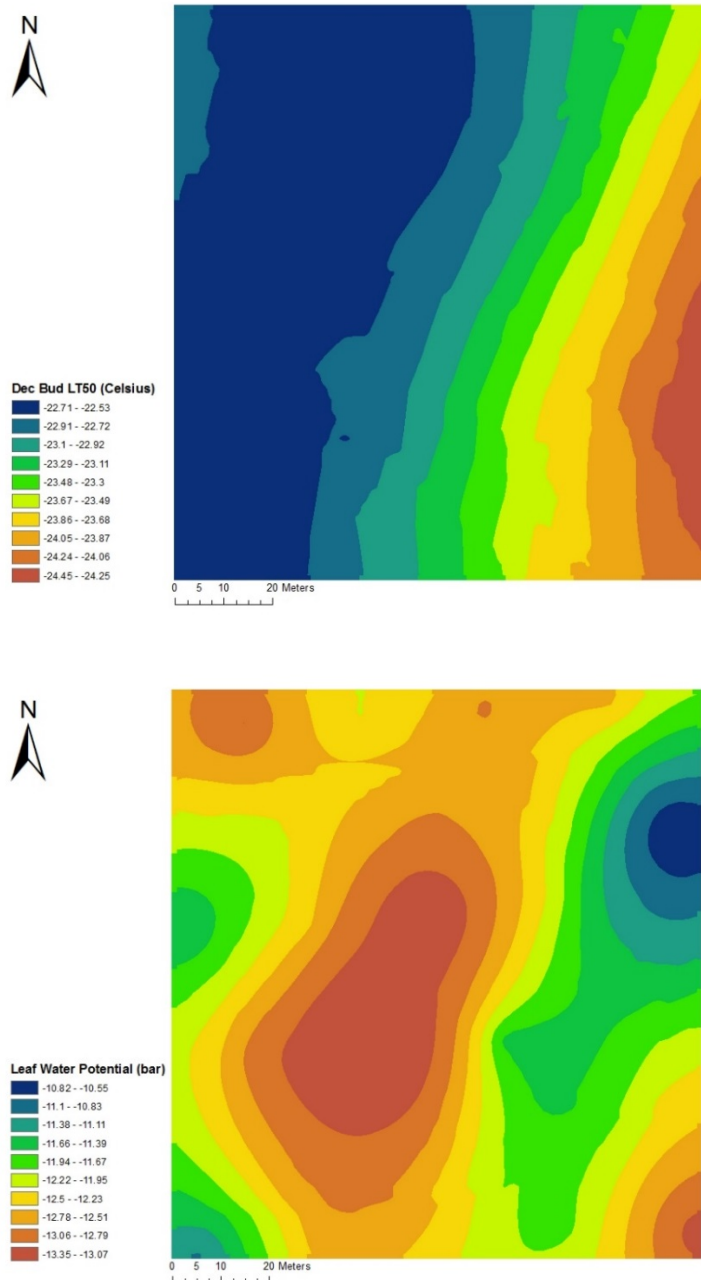 N
Dec Bud LT50 (Celsius)
-22.71 - -22.53
-22.91 - -22.72
-23.1 - -22.92
-23.29 - -23.11
-23.48 - -23.3
-23.67 - -23.49
-23.86 - -23.68
-24.05 - -23.87
-24.24 - -24.06
-24.45 - -24.25
0 5 10 20 Meters
N
Leaf Water Potential (bar)
-10.82 - -10.55
-11.1 - -10.83
-11.38 - -11.11
-11.66 - -11.39
-11.94 - -11.67
-12.22 - -11.95
-12.5 - -12.23
-12.78 - -12.51
-13.06 - -12.79
-13.35 - -13.07
0 5 10 20 Meters